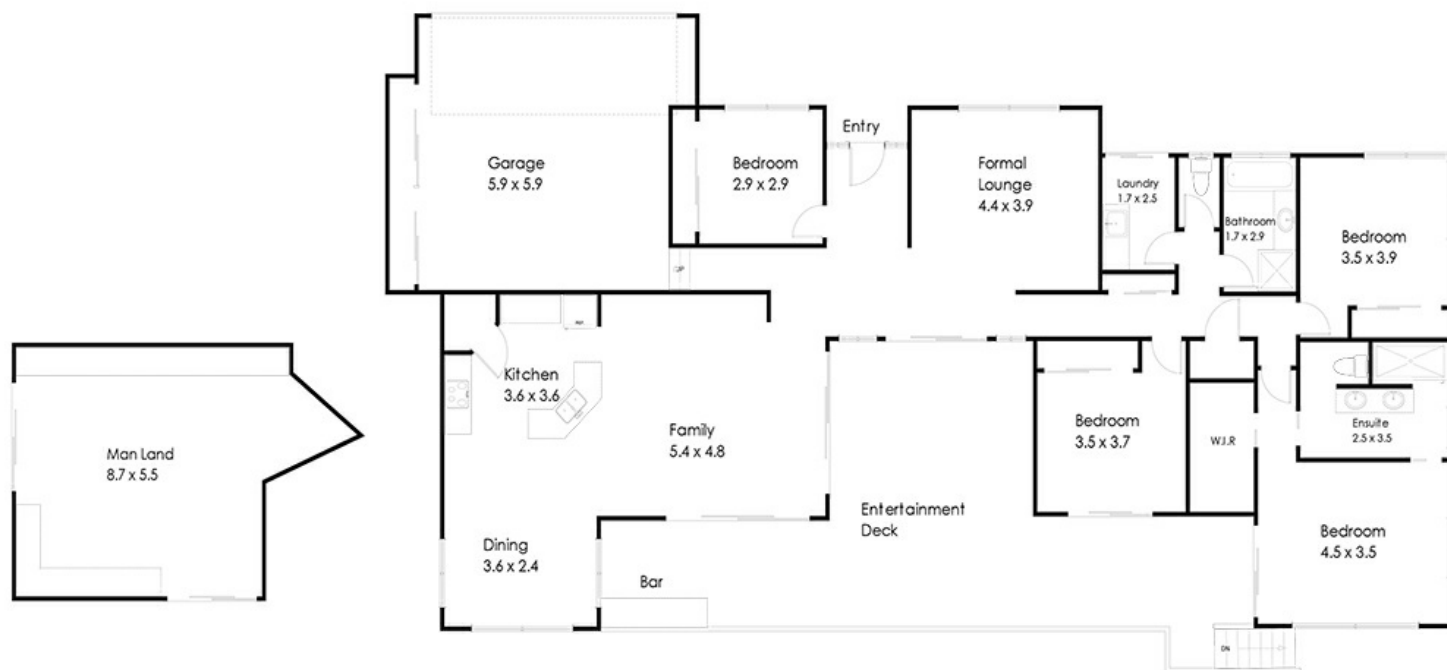 Garage
5.9 x 5.9
Bedroom
2.9 x 2.9
Entry
Formal
Lounge
4.4 x 3.9
Laundry
1.7 x 2.5
Bathroom
1.7 x 2.9
Bedroom
3.5 x 3.9
UP
Kitchen
3.6 x 3.6
Man Land
8.7 x 5.5
Family
5.4 x 4.8
Bedroom
3.5 x 3.7
W.I.R
Ensuite
2.5 x 3.5
Entertainment
Deck
Dining
3.6 x 2.4
Bar
Bedroom
4.5 x 3.5
DN